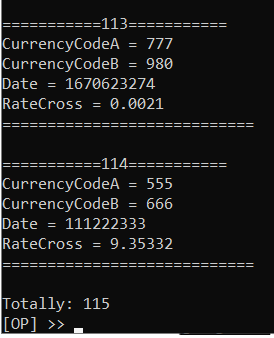 ===========113===========
CurrencyCodeA = 777
CurrencyCodeB = 980
Date = 1670623274
RateCross = 0.0021
============================
===========114===========
CurrencyCodeA = 555
CurrencyCodeB = 666
Date = 111222333
RateCross = 9.35332
============================
Totally: 115
[OP] >>